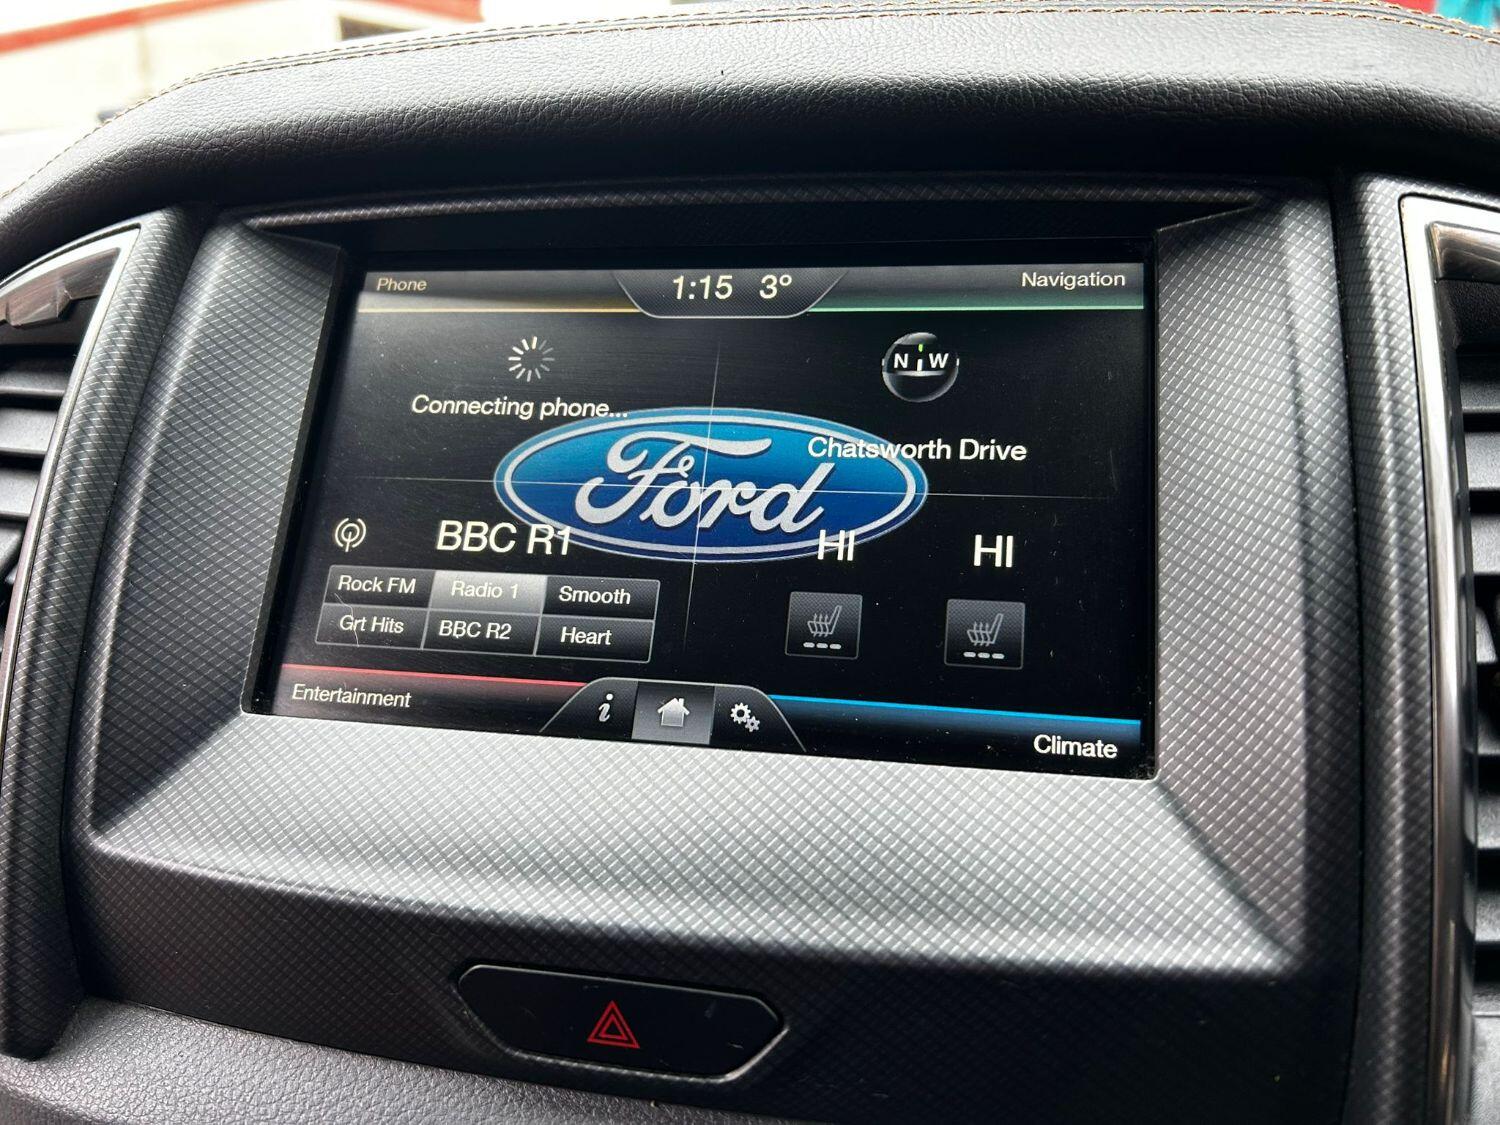 Phone
1:15 3°
Navigation
Connecting phone...
N W
Chatsworth Drive
Ford
BBC R1
HI
HI
Rock FM
Radio 1
Smooth
Grt Hits
BBC R2
Heart
Entertainment
i
Climate